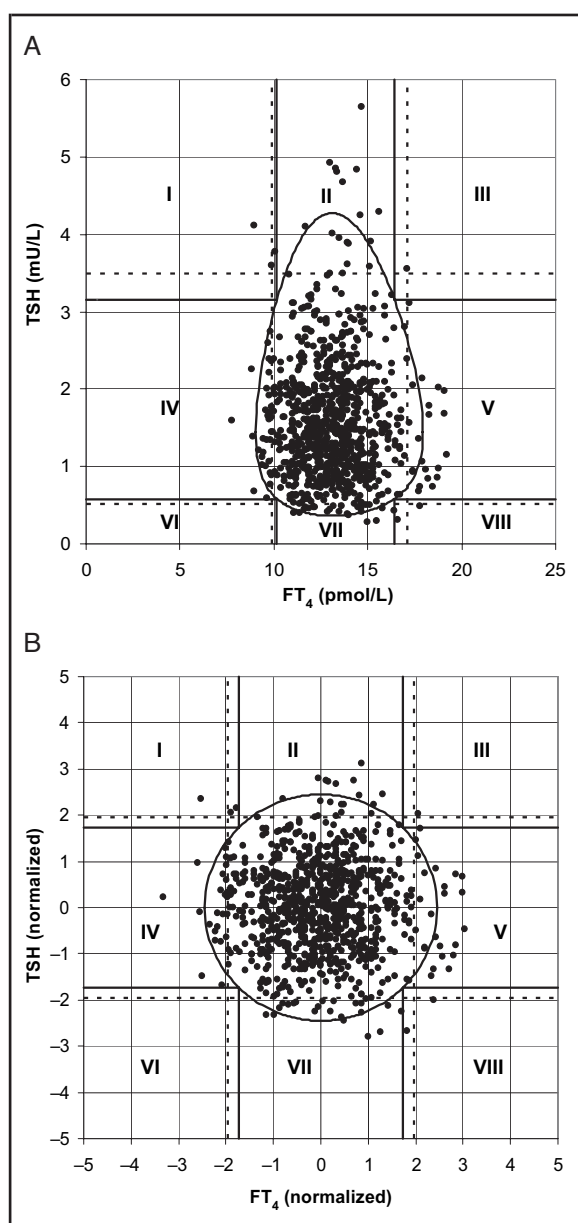 A
6
5
I II III
4
TSH (mU/L)
3
2
IV V
1
VI VII VIII
0
0 5 10 15 20 25
FT4 (pmol/L)
B
5
4
I II III
3
2
1
TSH (normalized)
0
IV V
–1
–2
–3
VI VII VIII
–4
–5
–5 –4 –3 –2 –1 0 1 2 3 4 5
FT4 (normalized)